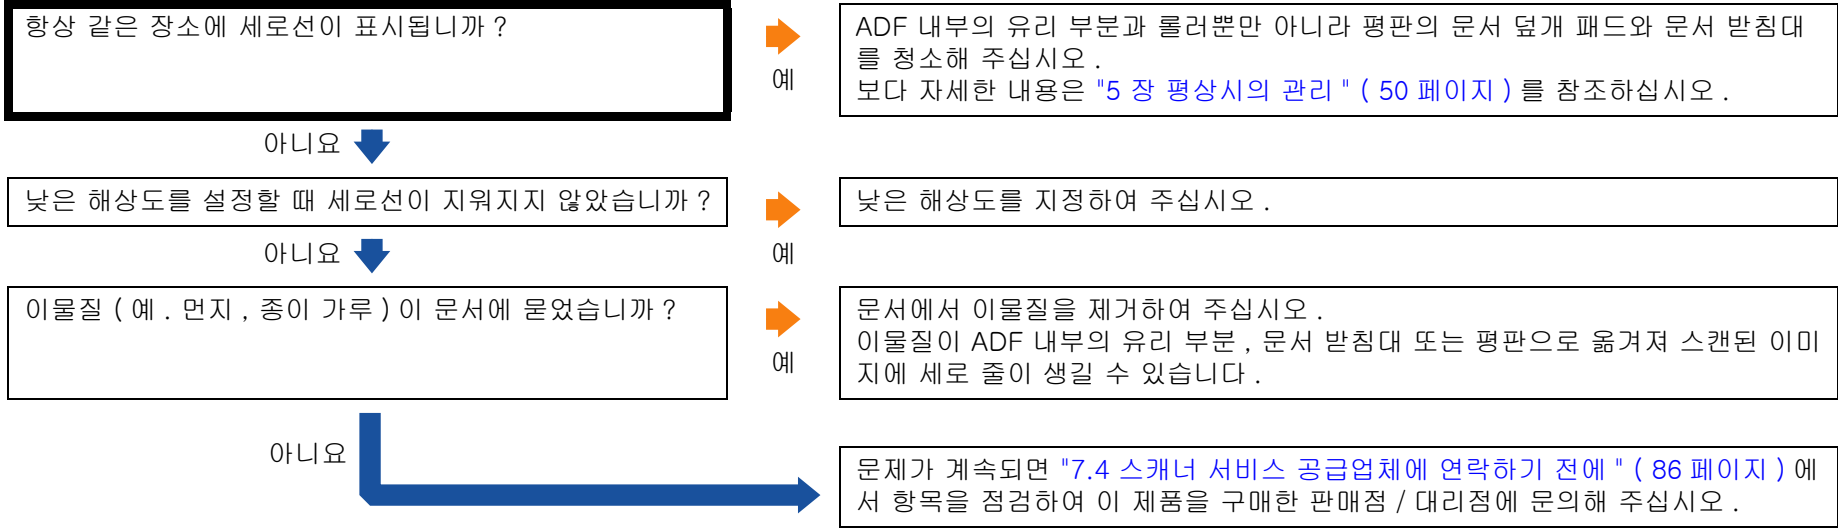 항상 같은 장소에 세로선이 표시됩니까 ?
예
ADF 내부의 유리 부분과 롤러뿐만 아니라 평판의 문서 덮개 패드와 문서 받침대
를 청소해 주십시오 .
보다 자세한 내용은 "5 장 평상시의 관리 " ( 50 페이지 ) 를 참조하십시오 .
아니요
낮은 해상도를 설정할 때 세로선이 지워지지 않았습니까 ?
예
낮은 해상도를 지정하여 주십시오 .
아니요
이물질 ( 예 . 먼지 , 종이 가루 ) 이 문서에 묻었습니까 ?
예
문서에서 이물질을 제거하여 주십시오 .
이물질이 ADF 내부의 유리 부분 , 문서 받침대 또는 평판으로 옮겨져 스캔된 이미
지에 세로 줄이 생길 수 있습니다 .
아니요
문제가 계속되면 "7.4 스캐너 서비스 공급업체에 연락하기 전에 " ( 86 페이지 ) 에
서 항목을 점검하여 이 제품을 구매한 판매점 / 대리점에 문의해 주십시오 .